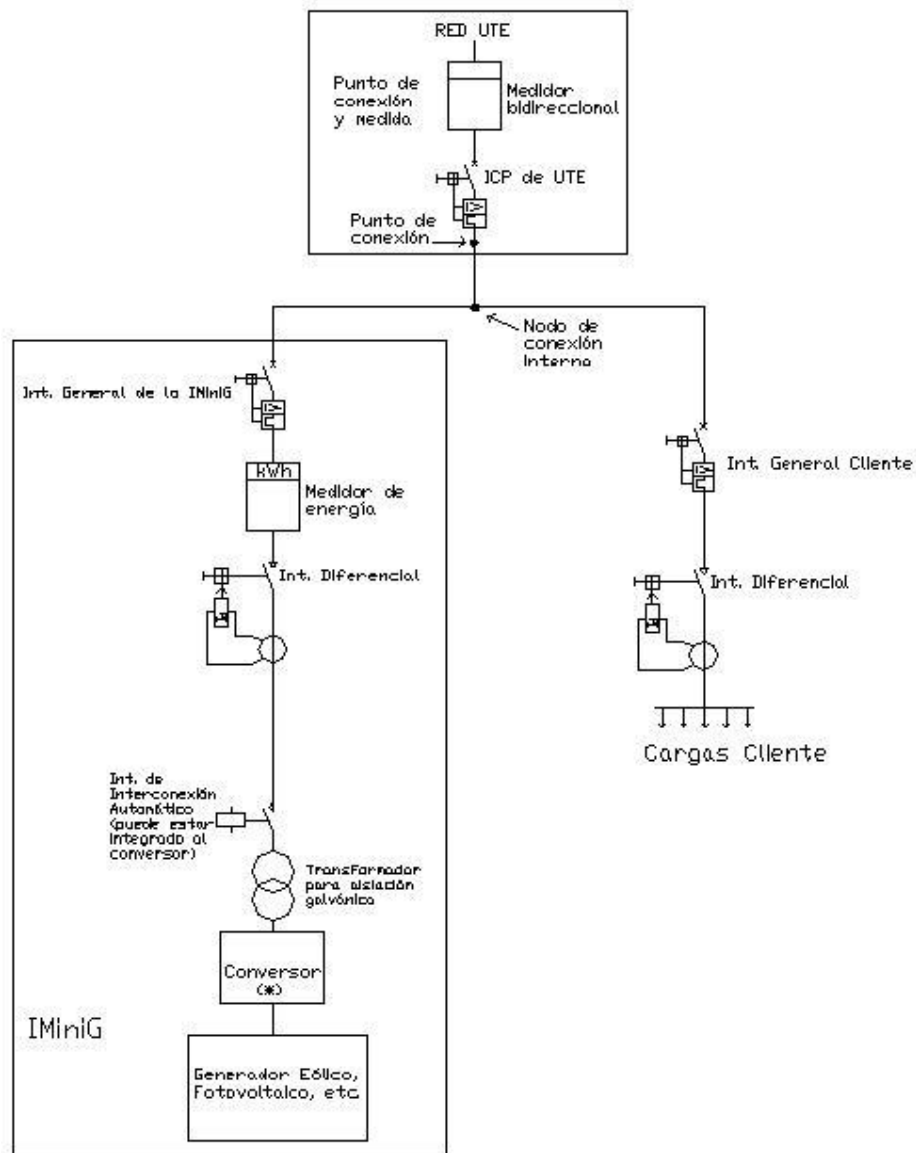 RED UTE
Punto de
conexión
y medida
Medidor
bidireccional
ICP de UTE
Punto de
conexión
Nodo de
conexión
interno
Int. General de la IMiniG
kWh
Medidor de
energía
Int. Diferencial
Int. General Cliente
Int. Diferencial
Cargas Cliente
Int. de
Interconexión
Automático
(puede estar
integrado al
conversor)
Transformador
para aislación
galvánica
Conversor
(*)
IMiniG
Generador Eólico,
Fotovoltaico, etc